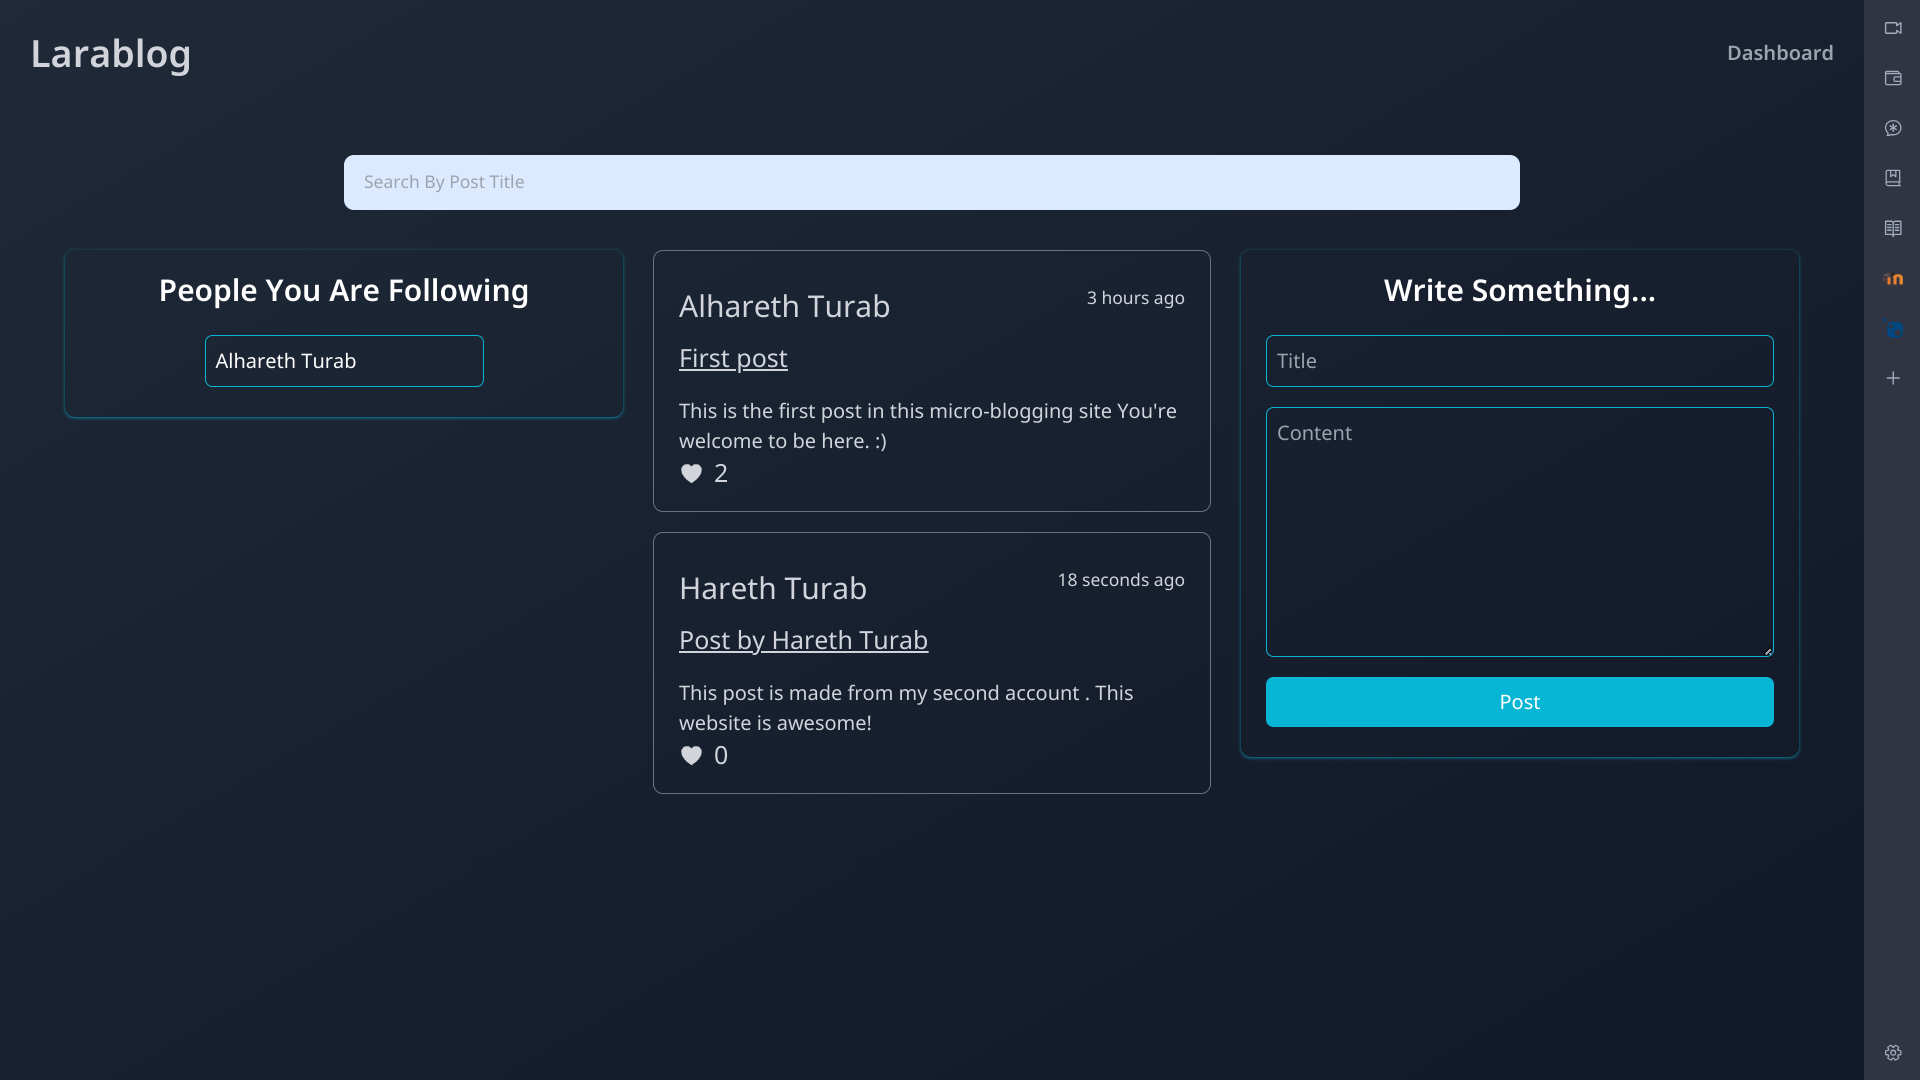 Larablog
Dashboard
Search By Post Title
People You Are Following
Alhareth Turab
Alhareth Turab
3 hours ago
First post
This is the first post in this micro-blogging site You're
welcome to be here. :)
2
Hareth Turab
18 seconds ago
Post by Hareth Turab
This post is made from my second account . This
website is awesome!
0
Write Something...
Title
Content
Post